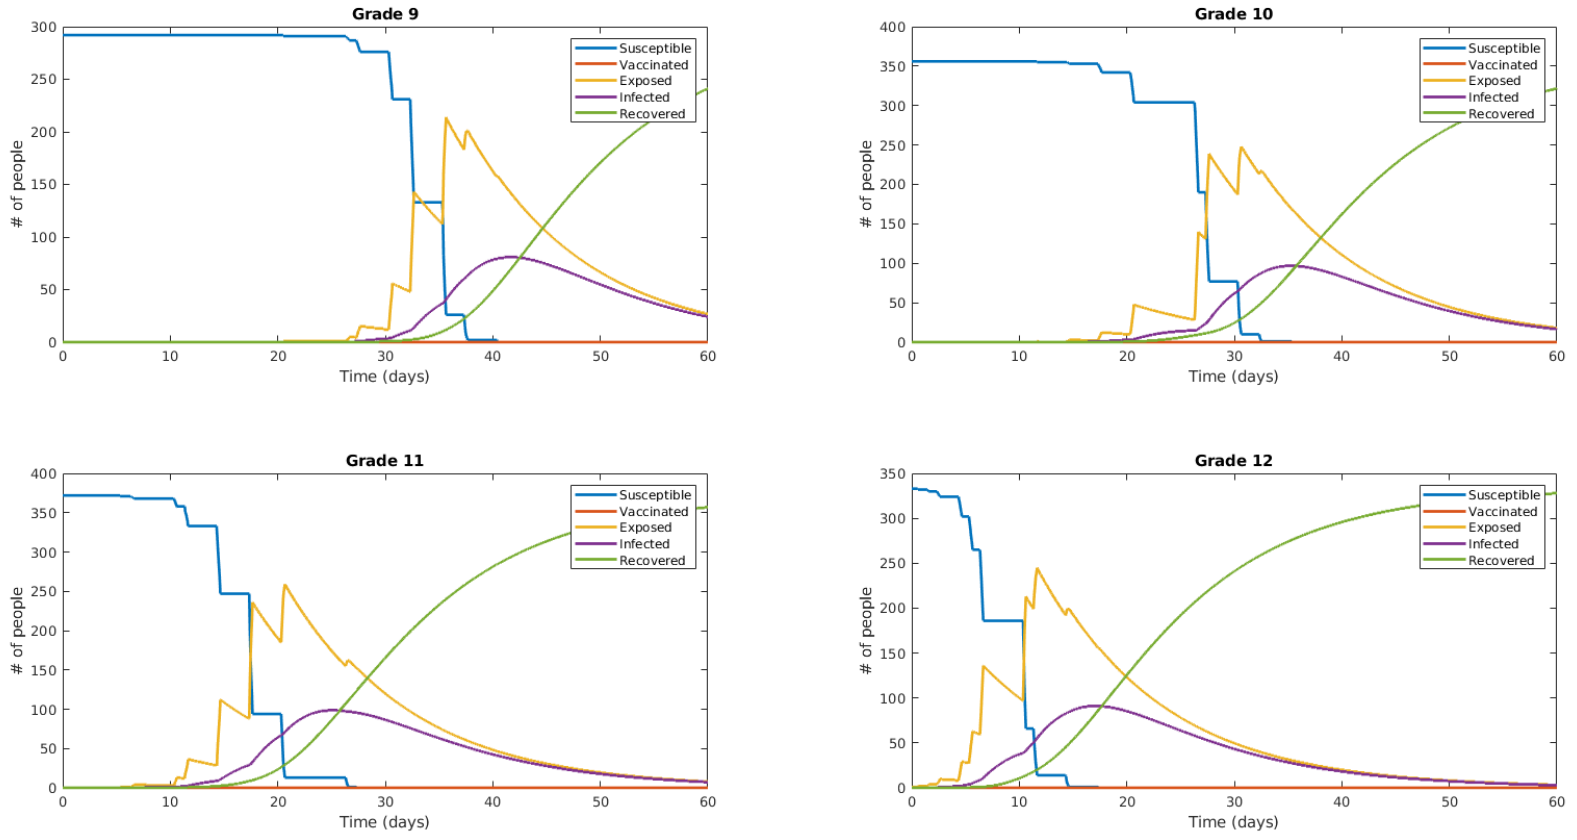 Grade 9
300
250
200
150
100
50
0
# of people
Susceptible
Vaccinated
Exposed
Infected
Recovered
0 10 20 30 40 50 60
Time (days)
Grade 10
400
350
300
250
200
150
100
50
0
# of people
Susceptible
Vaccinated
Exposed
Infected
Recovered
0 10 20 30 40 50 60
Time (days)
Grade 11
400
350
300
250
200
150
100
50
0
# of people
Susceptible
Vaccinated
Exposed
Infected
Recovered
0 10 20 30 40 50 60
Time (days)
Grade 12
350
300
250
200
150
100
50
0
# of people
Susceptible
Vaccinated
Exposed
Infected
Recovered
0 10 20 30 40 50 60
Time (days)